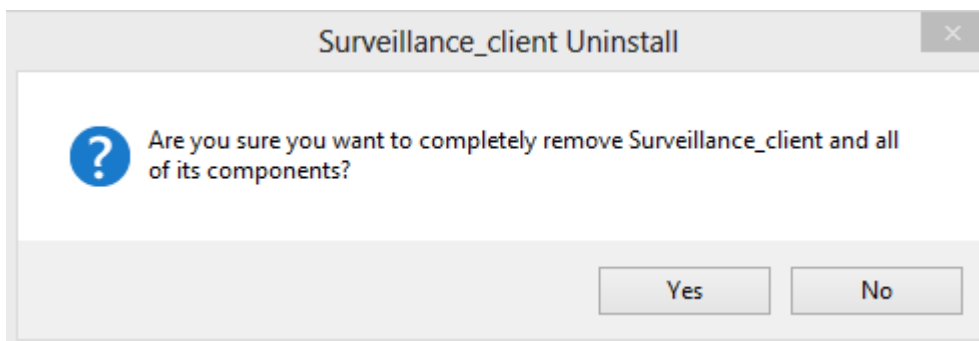 Surveillance_client Uninstall
Are you sure you want to completely remove Surveillance_client and all
of its components?
Yes
No